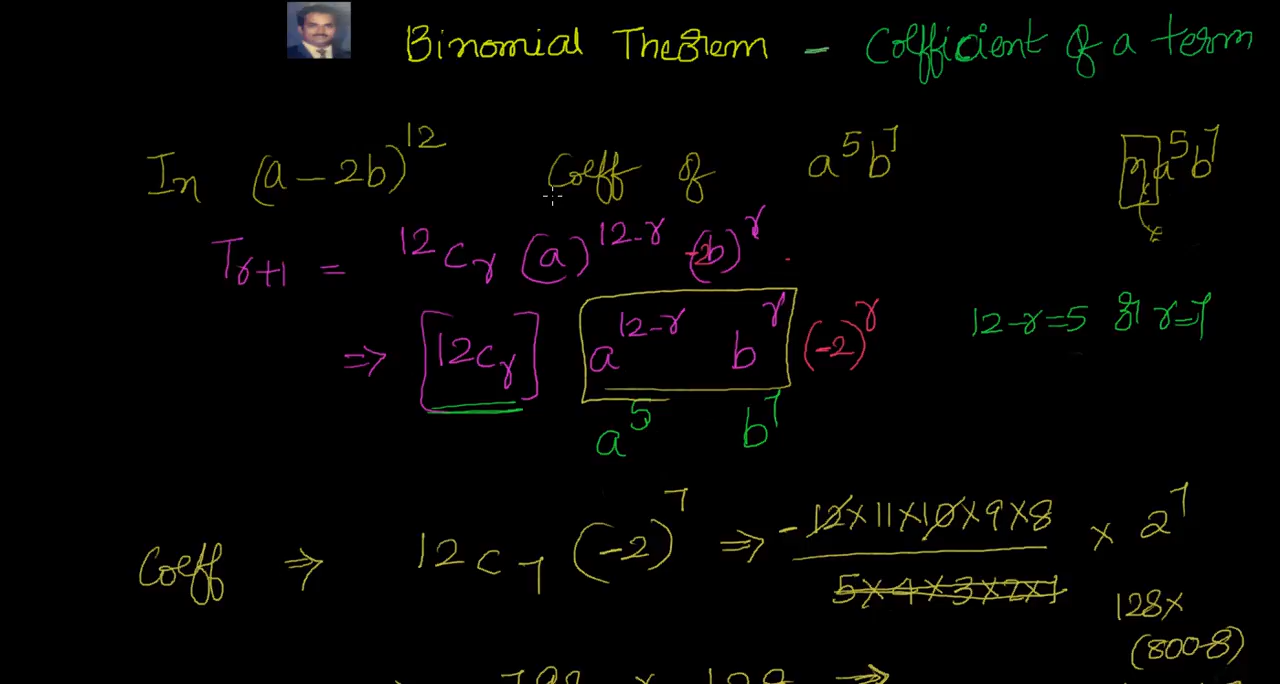 Binomial Theorem - Coefficient of a term
In (a - 2b)^12 Coeff of a^5 b^7
T_{r+1} = 12C_r (a)^{12-r} (-2b)^r
⇒ [12C_r] a^{12-r} b^r (-2)^r 12-r=5 r=7
a^5 b^7
Coeff ⇒ 12C_7 (-2)^7 ⇒ -12×11×10×9×8 × 2^7
5×4×3×2×1
128×
(800-8)